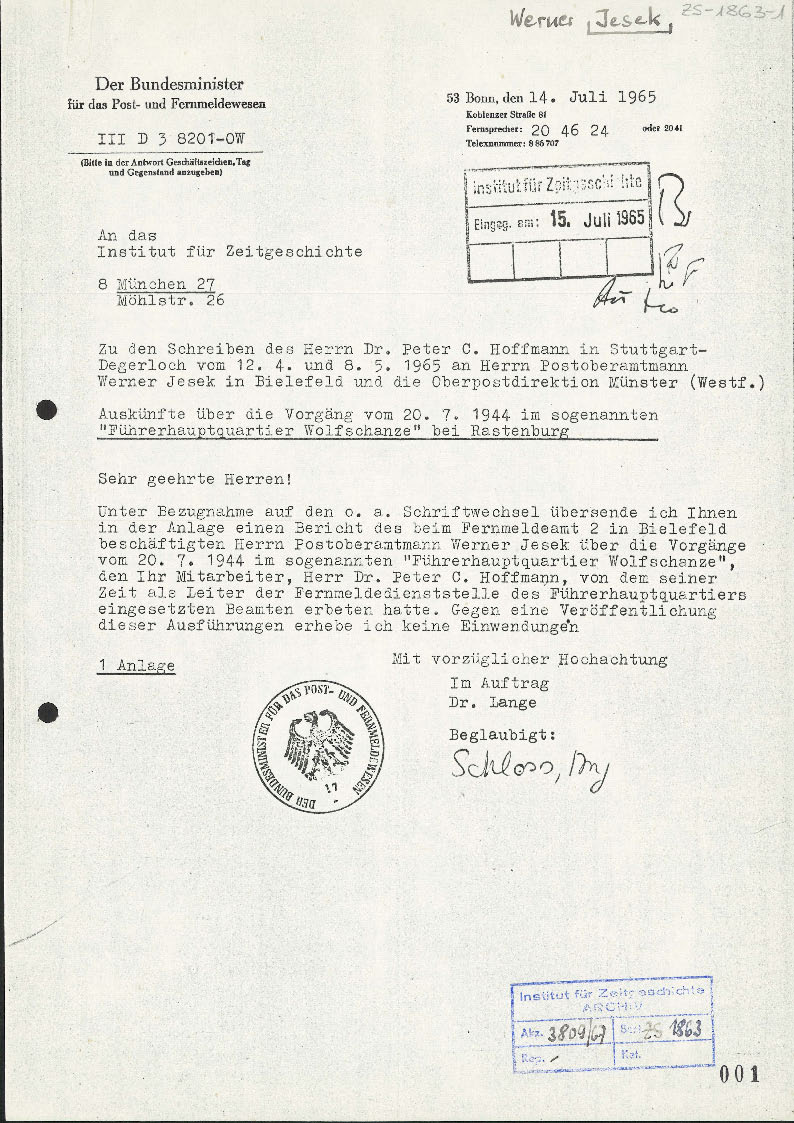 Werner Jesek,
ZS-1863-1
Der Bundesminister
für das Post- und Fernmeldewesen
III D 3 8201-0W
(Bitte in der Antwort Geschäftszeichen, Tag
und Gegenstand anzugeben)
53 Bonn, den 14. Juli 1965
Koblenzer Straße 81
Fernsprecher: 20 46 24 oder 20 41
Telexnummer: 8 86 707
Institut für Zeitgeschichte
Eingeg. am: 15. Juli 1965
An das
Institut für Zeitgeschichte
8 München 27
Möhlstr. 26
Zu den Schreiben des Herrn Dr. Peter C. Hoffmann in Stuttgart-
Degerloch vom 12. 4. und 8. 5. 1965 an Herrn Postoberamtmann
Werner Jesek in Bielefeld und die Oberpostdirektion Münster (Westf.)
Auskünfte über die Vorgäng vom 20. 7. 1944 im sogenannten
"Führerhauptquartier Wolfschanze" bei Rastenburg
Sehr geehrte Herren!
Unter Bezugnahme auf den o. a. Schriftwechsel übersende ich Ihnen
in der Anlage einen Bericht des beim Fernmeldeamt 2 in Bielefeld
beschäftigten Herrn Postoberamtmann Werner Jesek über die Vorgänge
vom 20. 7. 1944 im sogenannten "Führerhauptquartier Wolfschanze",
den Ihr Mitarbeiter, Herr Dr. Peter C. Hoffmann, von dem seiner
Zeit als Leiter der Fernmeldedienststelle des Führerhauptquartiers
eingesetzten Beamten erbeten hatte. Gegen eine Veröffentlichung
dieser Ausführungen erhebe ich keine Einwendungen
1 Anlage
Mit vorzüglicher Hochachtung
Im Auftrag
Dr. Lange
Beglaubigt:
Schloss,
DER BUNDESMINISTER FÜR DAS POST- UND FERNMELDEWESEN
17
Institut für Zeitgeschichte
ARCHIV
Akz. 3809/67 ZS 1863
Rep. Kat.
001